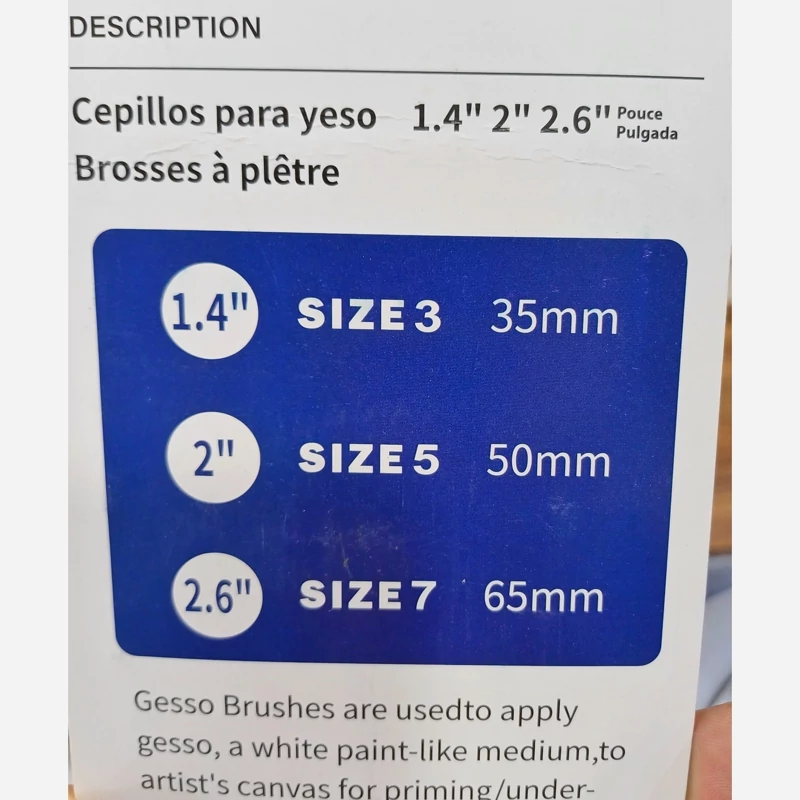 DESCRIPTION
Cepillos para yeso 1.4" 2" 2.6" Pouce Pulgada
Brosses à plêtre
1.4" SIZE 3 35mm
2" SIZE 5 50mm
2.6" SIZE 7 65mm
Gesso Brushes are usedto apply
gesso, a white paint-like medium,to
artist's canvas for priming/under-